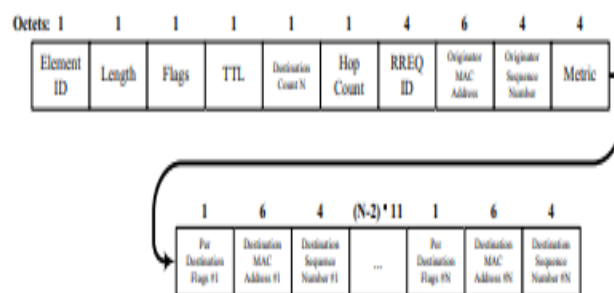 Octets: 1 1 1 1 1 1 4 6 4 4
Element ID Length Flags TTL Destination Count N Hop Count RREQ ID Originator MAC Address Originator Sequence Number Metric
1 6 4 (N-2) * 11 1 6 4
Per Destination Flags #1 Destination MAC Address #1 Destination Sequence Number #1 ... Per Destination Flags #N Destination MAC Address #N Destination Sequence Number #N